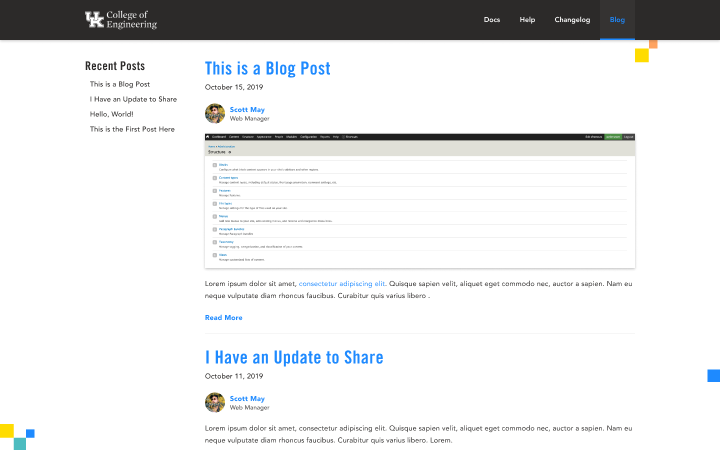 UK College of
Engineering
Docs Help Changelog Blog
Recent Posts
This is a Blog Post
I Have an Update to Share
Hello, World!
This is the First Post Here
This is a Blog Post
October 15, 2019
Scott May
Web Manager
Structure
Lorem ipsum dolor sit amet, consectetur adipiscing elit. Quisque sapien velit, aliquet eget commodo nec, auctor a sapien. Nam eu
neque vulputate diam rhoncus faucibus. Curabitur quis varius libero .
Read More
I Have an Update to Share
October 11, 2019
Scott May
Web Manager
Lorem ipsum dolor sit amet, consectetur adipiscing elit. Quisque sapien velit, aliquet eget commodo nec, auctor a sapien. Nam eu
neque vulputate diam rhoncus faucibus. Curabitur quis varius libero. Lorem.